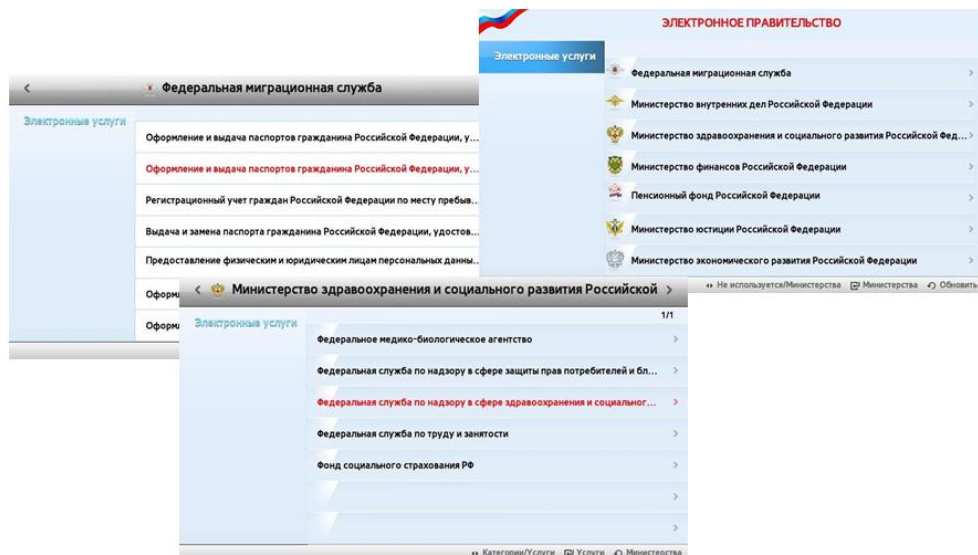 ЭЛЕКТРОННОЕ ПРАВИТЕЛЬСТВО
Электронные услуги
Федеральная миграционная служба
Министерство внутренних дел Российской Федерации
Министерство здравоохранения и социального развития Российской Фед...
Министерство финансов Российской Федерации
Пенсионный фонд Российской Федерации
Министерство юстиции Российской Федерации
Министерство экономического развития Российской Федерации
Не используется/Министерства Министерства Обновить
Федеральная миграционная служба
Электронные услуги
Оформление и выдача паспортов гражданина Российской Федерации, у...
Оформление и выдача паспортов гражданина Российской Федерации, у...
Регистрационный учет граждан Российской Федерации по месту пребыв...
Выдача и замена паспорта гражданина Российской Федерации, удостов...
Предоставление физическим и юридическим лицам персональных данны...
Министерство здравоохранения и социального развития Российской
Электронные услуги
1/1
Федеральное медико-биологическое агентство
Федеральная служба по надзору в сфере защиты прав потребителей и бл...
Федеральная служба по надзору в сфере здравоохранения и социальног...
Федеральная служба по труду и занятости
Фонд социального страхования РФ
Категории/Услуги Услуги Министерства